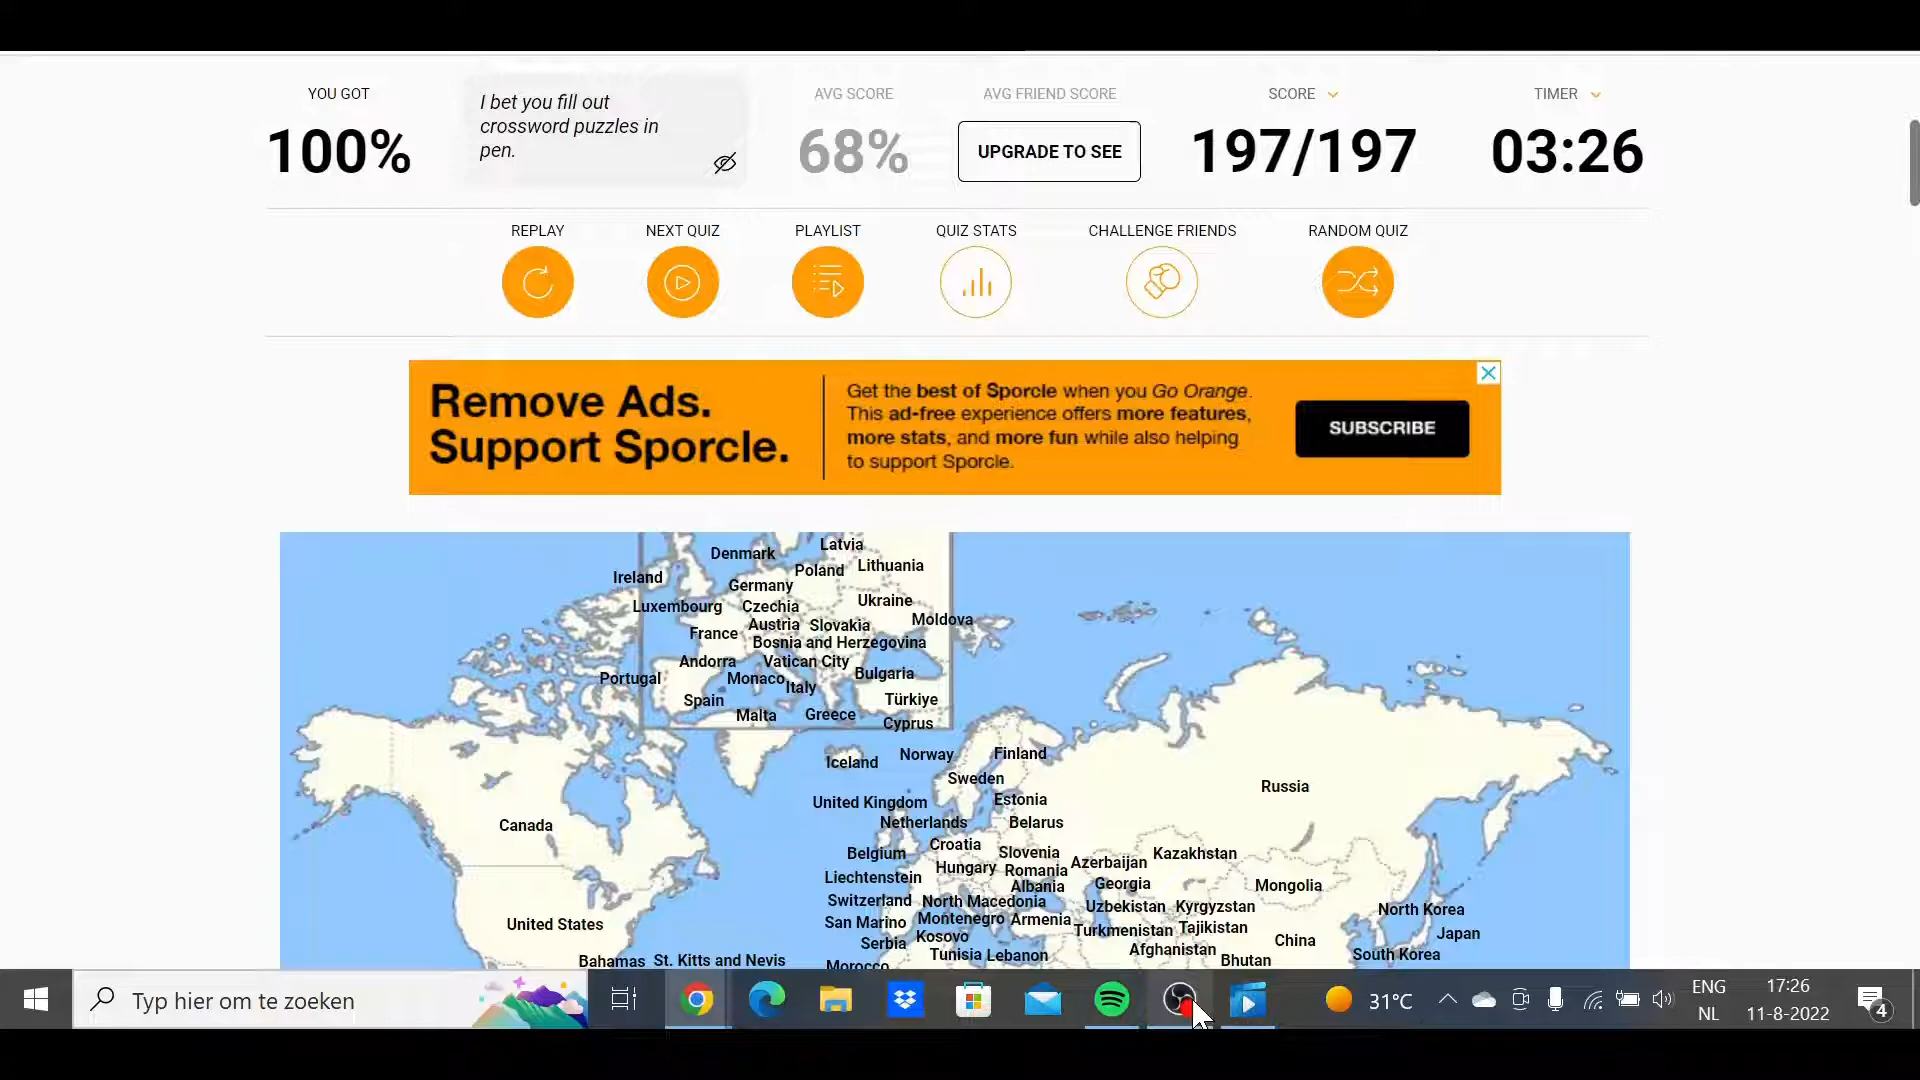 YOU GOT
100%
I bet you fill out
crossword puzzles in
pen.
AVG SCORE
68%
AVG FRIEND SCORE
UPGRADE TO SEE
SCORE
197/197
TIMER
03:26
REPLAY
NEXT QUIZ
PLAYLIST
QUIZ STATS
CHALLENGE FRIENDS
RANDOM QUIZ
Remove Ads.
Support Sporcle.
Get the best of Sporcle when you Go Orange.
This ad-free experience offers more features,
more stats, and more fun while also helping
to support Sporcle.
SUBSCRIBE
Latvia
Denmark
Lithuania
Poland
Ireland
Germany
Ukraine
Luxembourg
Czechia
Moldova
Austria
Slovakia
France
Bosnia and Herzegovina
Andorra
Vatican City
Bulgaria
Portugal
Monaco
Italy
Spain
Türkiye
Malta
Greece
Cyprus
Norway
Finland
Iceland
Sweden
Russia
Estonia
United Kingdom
Netherlands
Belarus
Canada
Croatia
Belgium
Slovenia
Kazakhstan
Azerbaijan
Hungary
Romania
Liechtenstein
Albania
Georgia
Mongolia
Switzerland
North Macedonia
Uzbekistan
Kyrgyzstan
North Korea
San Marino
Montenegro
Armenia
United States
Turkmenistan
Tajikistan
Japan
Serbia
Kosovo
China
Afghanistan
Tunisia
Lebanon
South Korea
Bahamas
St. Kitts and Nevis
Bhutan
Morocco
Typ hier om te zoeken
31°C
ENG
NL
17:26
11-8-2022
4